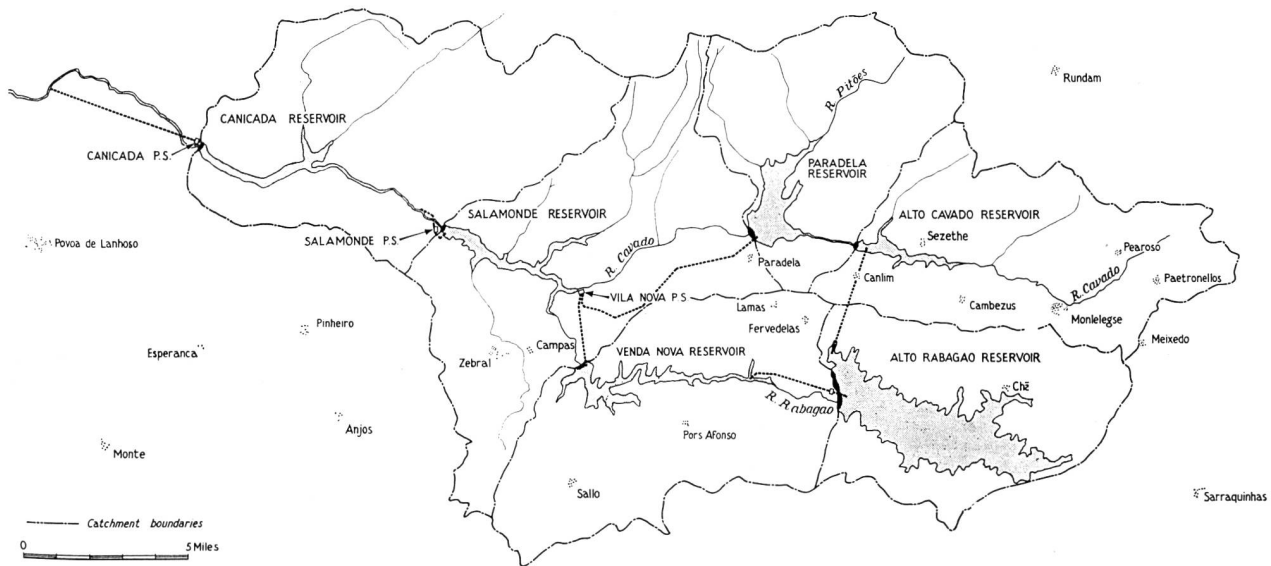 Rundam
R. Pitões
CANICADA RESERVOIR
CANICADA P.S.
PARADELA
RESERVOIR
SALAMONDE RESERVOIR
ALTO CAVADO RESERVOIR
Sezethe
SALAMONDE P.S.
Povoa de Lanhoso
R. Cavado
Pearoso
Paradela
Canlim
R. Cavado
Paetronellos
VILA NOVA P.S.
Lamas
Cambezus
Monlelegse
Fervedelas
Pinheiro
Meixedo
Esperanca
Zebral
Campas
VENDA NOVA RESERVOIR
ALTO RABAGAO RESERVOIR
Chẽ
R. Rabagao
Anjos
Pors Afonso
Monte
Sallo
Sarraquinhas
Catchment boundaries
0 5 Miles